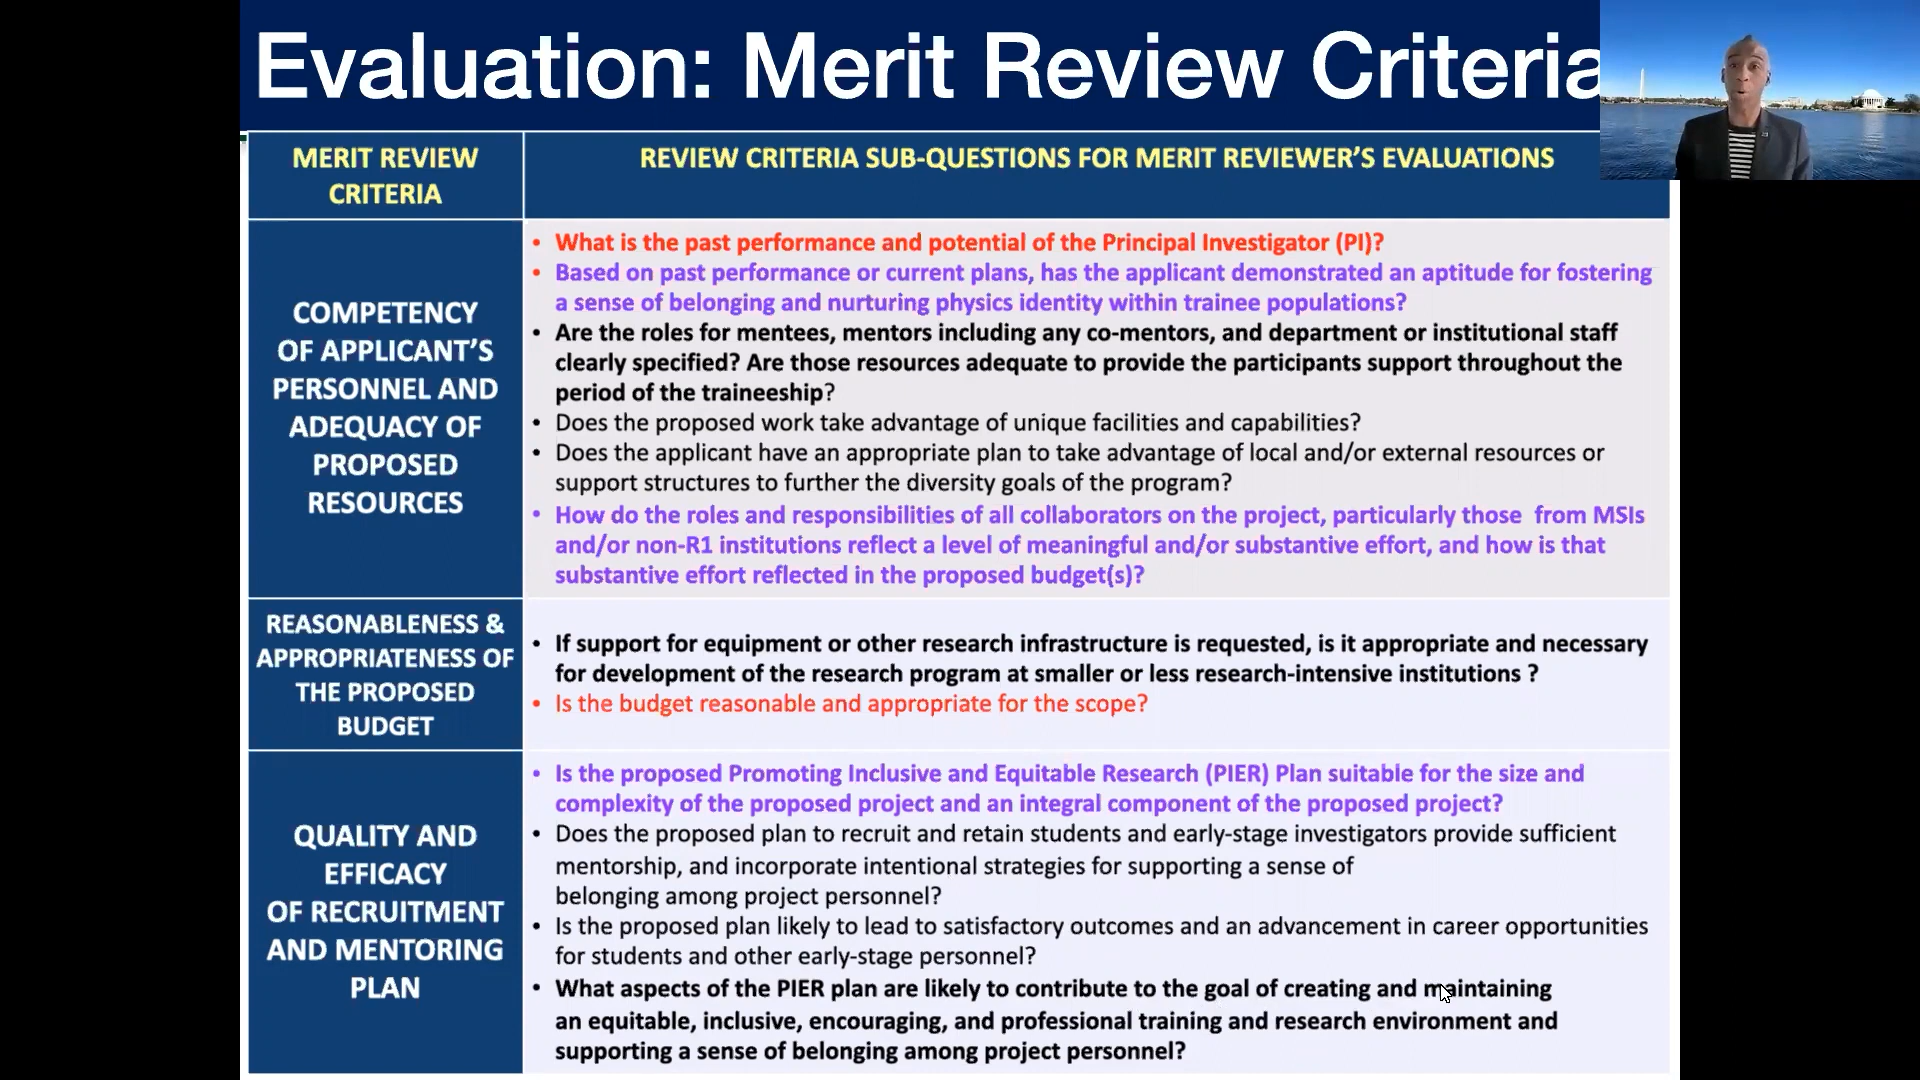 Evaluation: Merit Review Criteria
MERIT REVIEW
CRITERIA
REVIEW CRITERIA SUB-QUESTIONS FOR MERIT REVIEWER'S EVALUATIONS
COMPETENCY
OF APPLICANT'S
PERSONNEL AND
ADEQUACY OF
PROPOSED
RESOURCES
• What is the past performance and potential of the Principal Investigator (PI)?
• Based on past performance or current plans, has the applicant demonstrated an aptitude for fostering
a sense of belonging and nurturing physics identity within trainee populations?
• Are the roles for mentees, mentors including any co-mentors, and department or institutional staff
clearly specified? Are those resources adequate to provide the participants support throughout the
period of the traineeship?
• Does the proposed work take advantage of unique facilities and capabilities?
• Does the applicant have an appropriate plan to take advantage of local and/or external resources or
support structures to further the diversity goals of the program?
• How do the roles and responsibilities of all collaborators on the project, particularly those from MSIs
and/or non-R1 institutions reflect a level of meaningful and/or substantive effort, and how is that
substantive effort reflected in the proposed budget(s)?
REASONABLENESS &
APPROPRIATENESS OF
THE PROPOSED
BUDGET
• If support for equipment or other research infrastructure is requested, is it appropriate and necessary
for development of the research program at smaller or less research-intensive institutions ?
• Is the budget reasonable and appropriate for the scope?
QUALITY AND
EFFICACY
OF RECRUITMENT
AND MENTORING
PLAN
• Is the proposed Promoting Inclusive and Equitable Research (PIER) Plan suitable for the size and
complexity of the proposed project and an integral component of the proposed project?
• Does the proposed plan to recruit and retain students and early-stage investigators provide sufficient
mentorship, and incorporate intentional strategies for supporting a sense of
belonging among project personnel?
• Is the proposed plan likely to lead to satisfactory outcomes and an advancement in career opportunities
for students and other early-stage personnel?
• What aspects of the PIER plan are likely to contribute to the goal of creating and maintaining
an equitable, inclusive, encouraging, and professional training and research environment and
supporting a sense of belonging among project personnel?